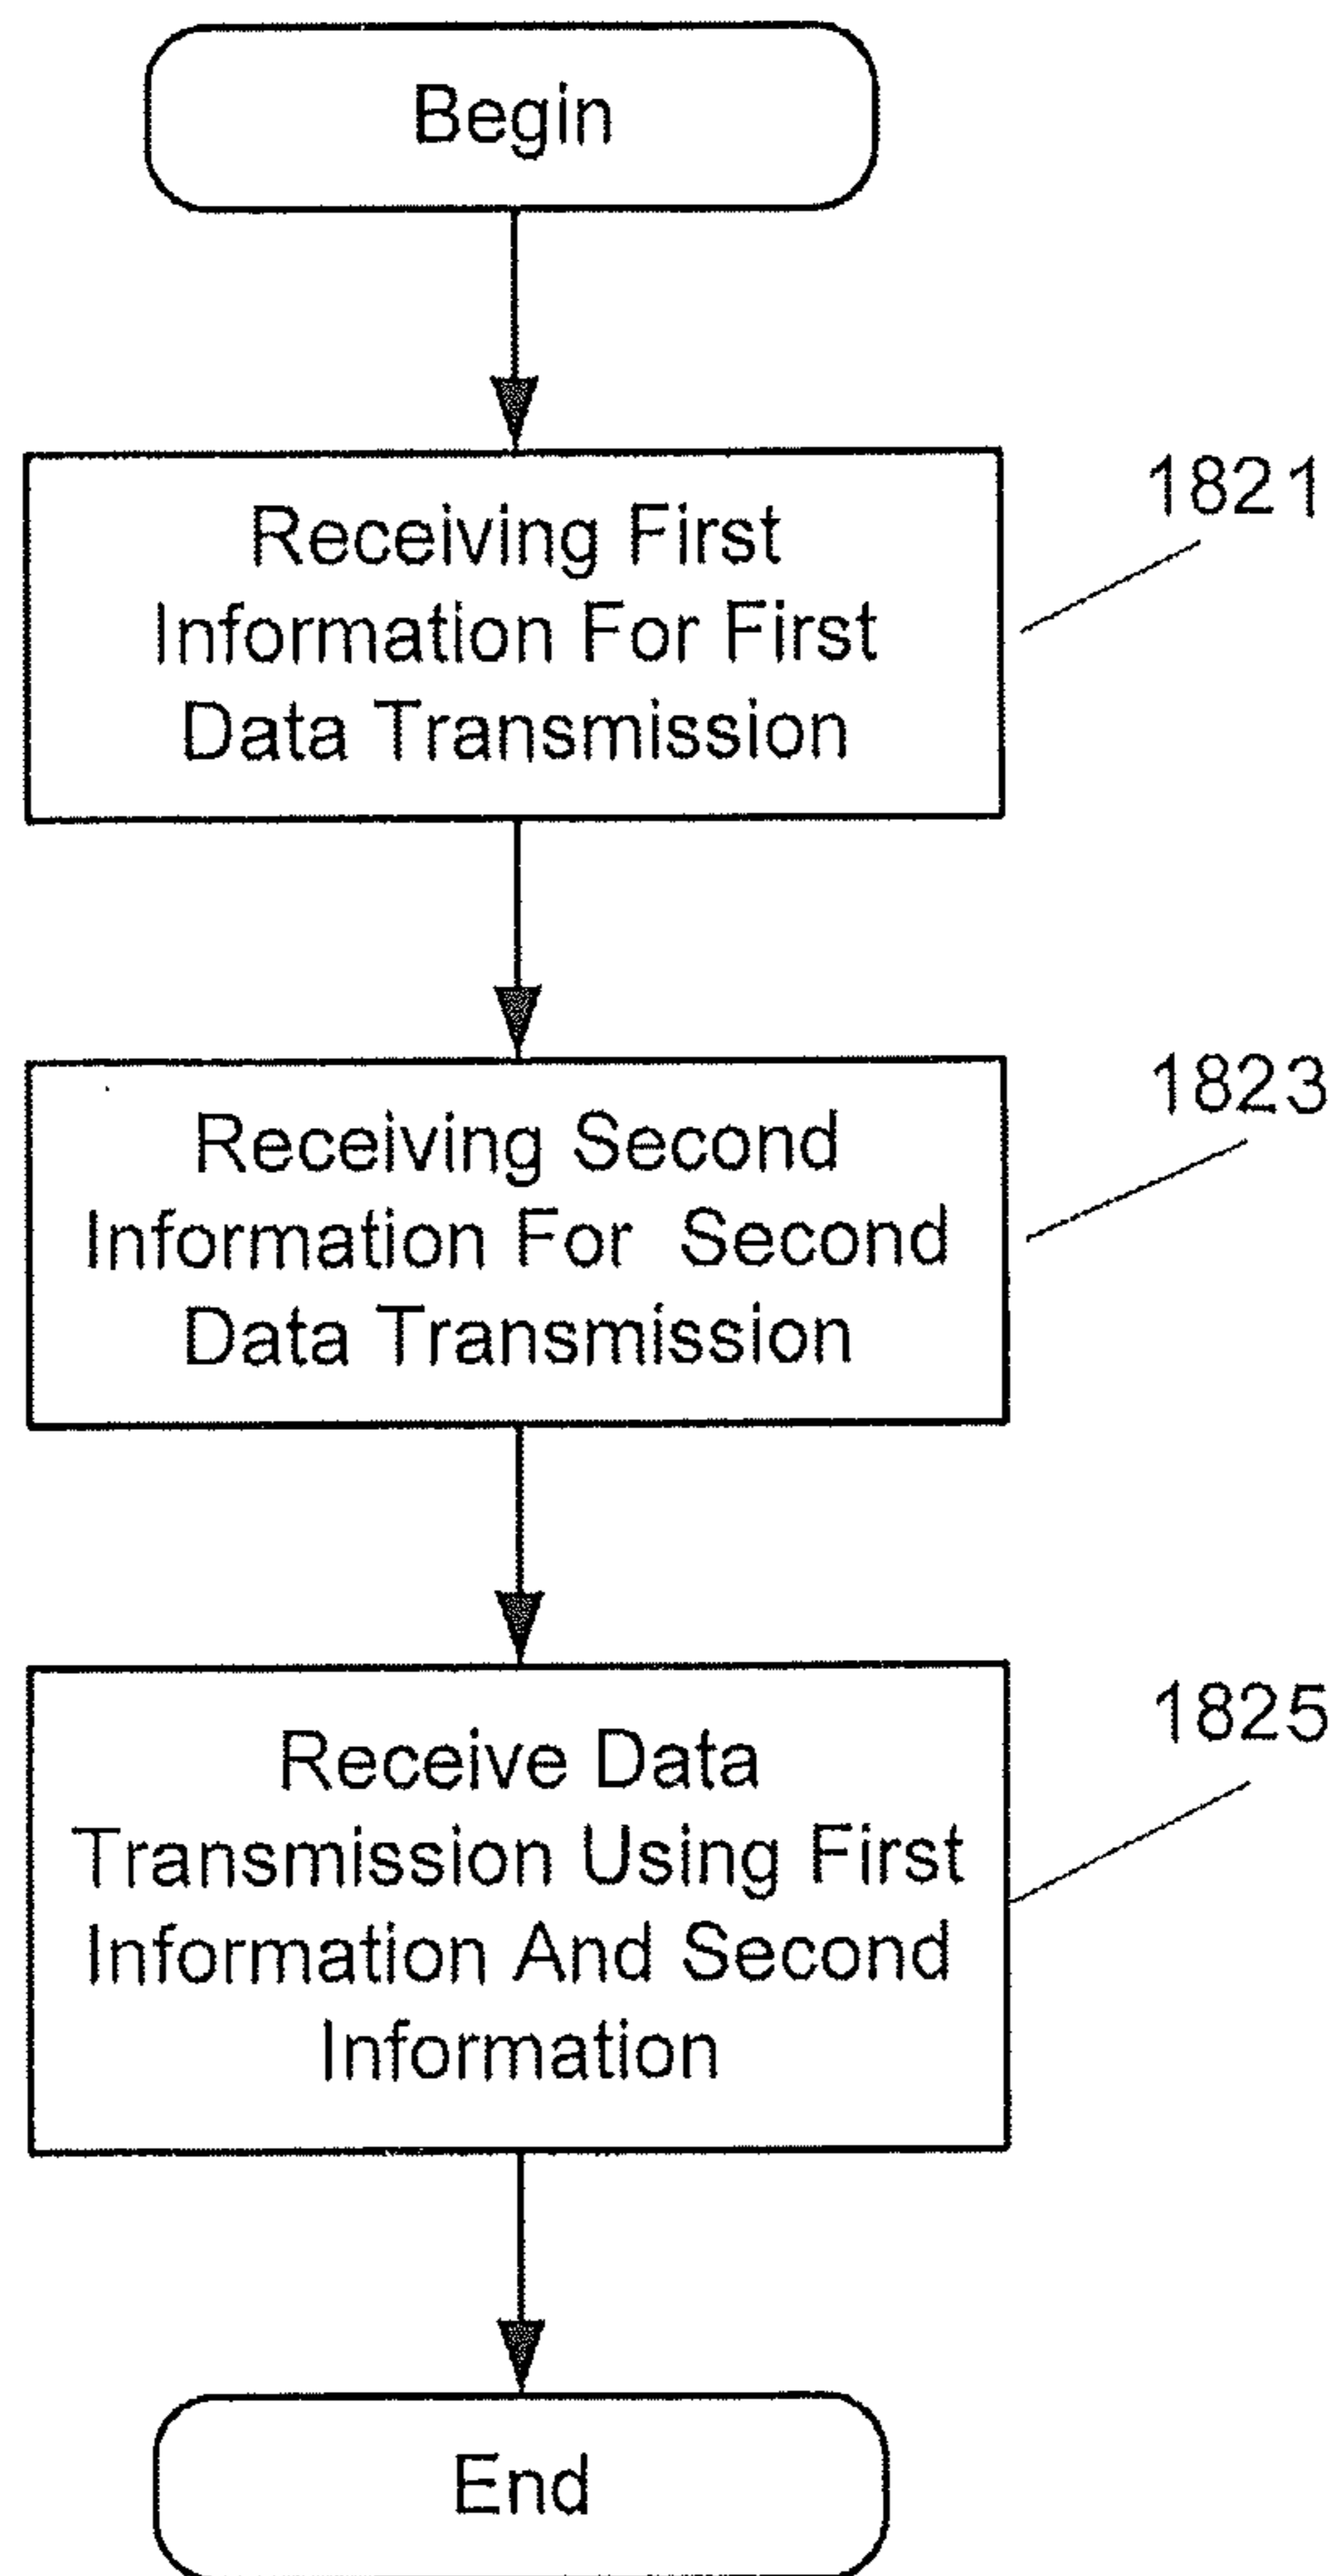 Begin
Receiving First
Information For First
Data Transmission
1821
Receiving Second
Information For Second
Data Transmission
1823
Receive Data
Transmission Using First
Information And Second
Information
1825
End